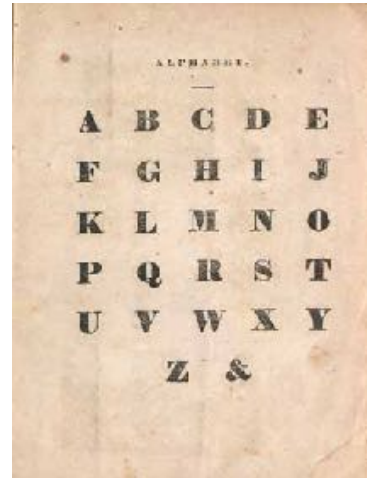 ALPHABET.
A B C D E
F G H I J
K L M N O
P Q R S T
U V W X Y
Z &